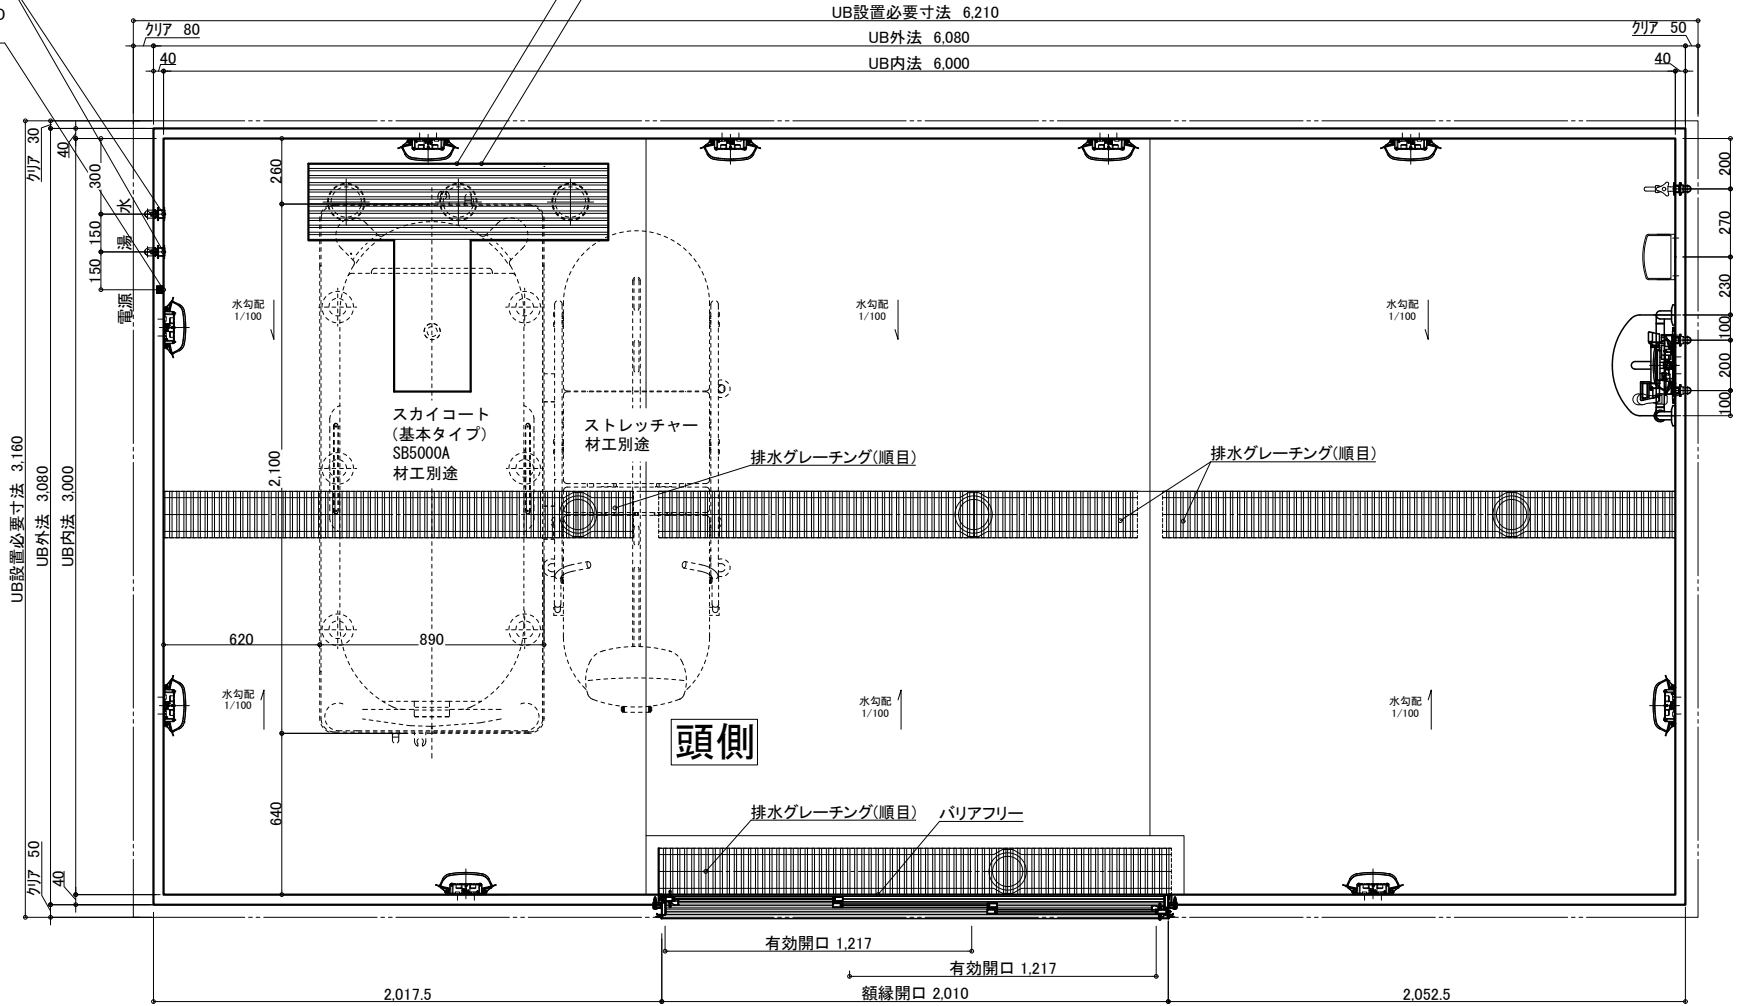 UB設置必要寸法 6,210
クリア 80
UB外法 6,080
クリア 50
40
UB内法 6,000
40
クリア 30
40
300
150
150
水
湯
電源
260
200
270
230
100
200
100
水勾配
1/100
水勾配
1/100
水勾配
1/100
スカイコート
(基本タイプ)
SB5000A
材工別途
ストレッチャー
材工別途
排水グレーチング(順目)
排水グレーチング(順目)
2,100
UB設置必要寸法 3,160
UB外法 3,080
UB内法 3,000
620
890
水勾配
1/100
水勾配
1/100
水勾配
1/100
頭側
640
排水グレーチング(順目)
バリアフリー
クリア 50
40
有効開口 1,217
有効開口 1,217
2,017.5
額縁開口 2,010
2,052.5